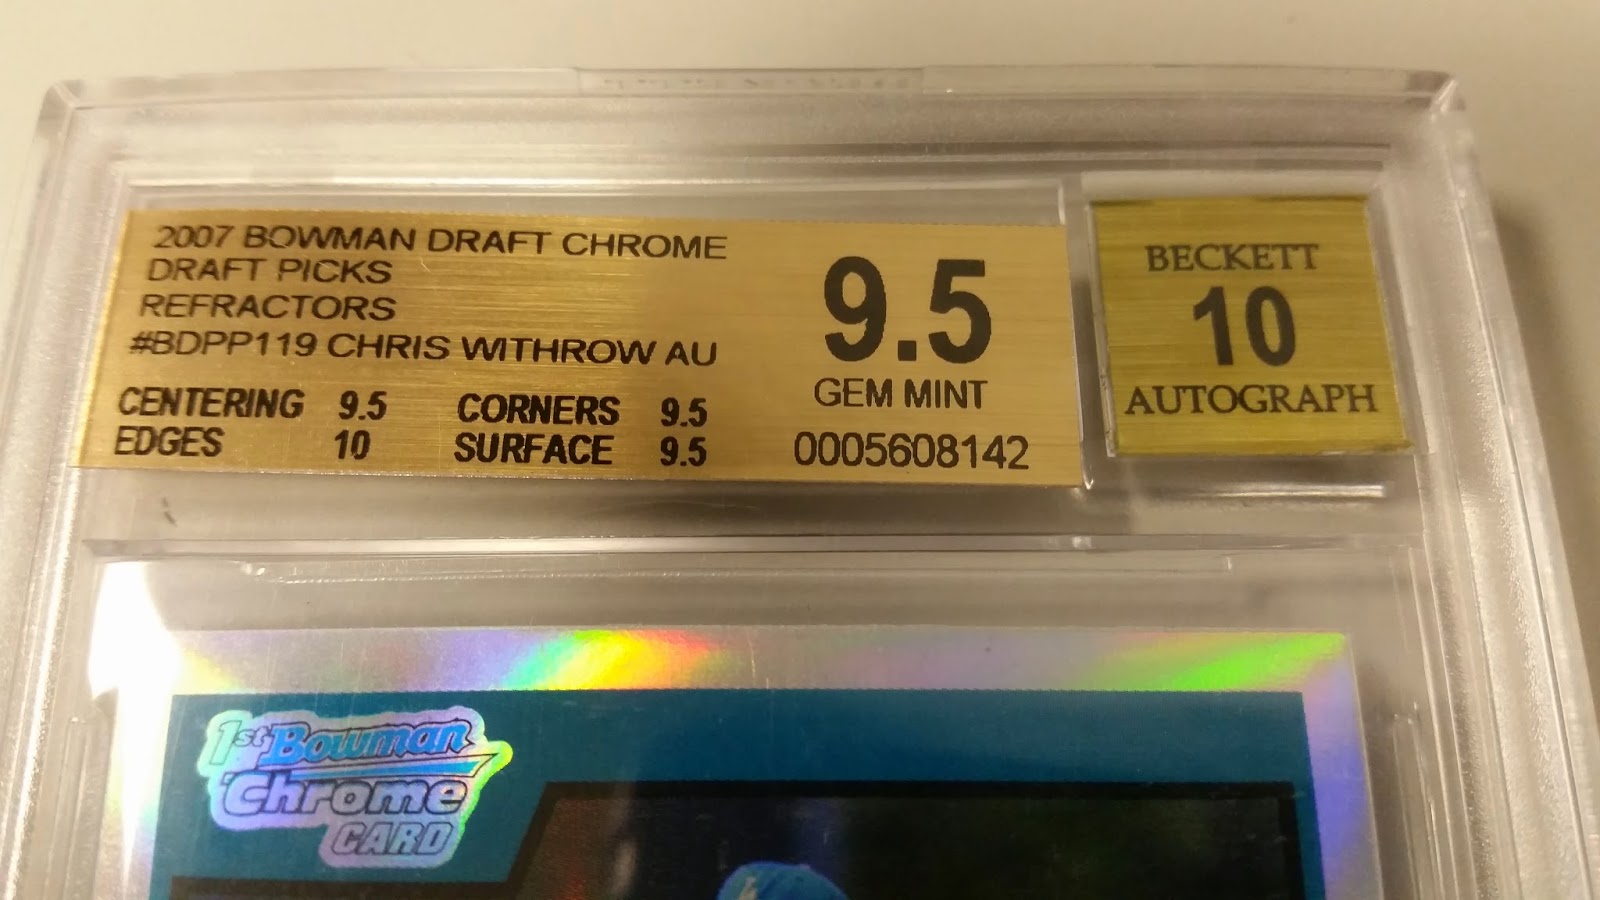 2007 BOWMAN DRAFT CHROME
DRAFT PICKS
REFRACTORS
#BDPP119 CHRIS WITHROW AU
CENTERING 9.5 CORNERS 9.5
EDGES 10 SURFACE 9.5
9.5
GEM MINT
0005608142
BECKETT
10
AUTOGRAPH
1st Bowman
Chrome
CARD